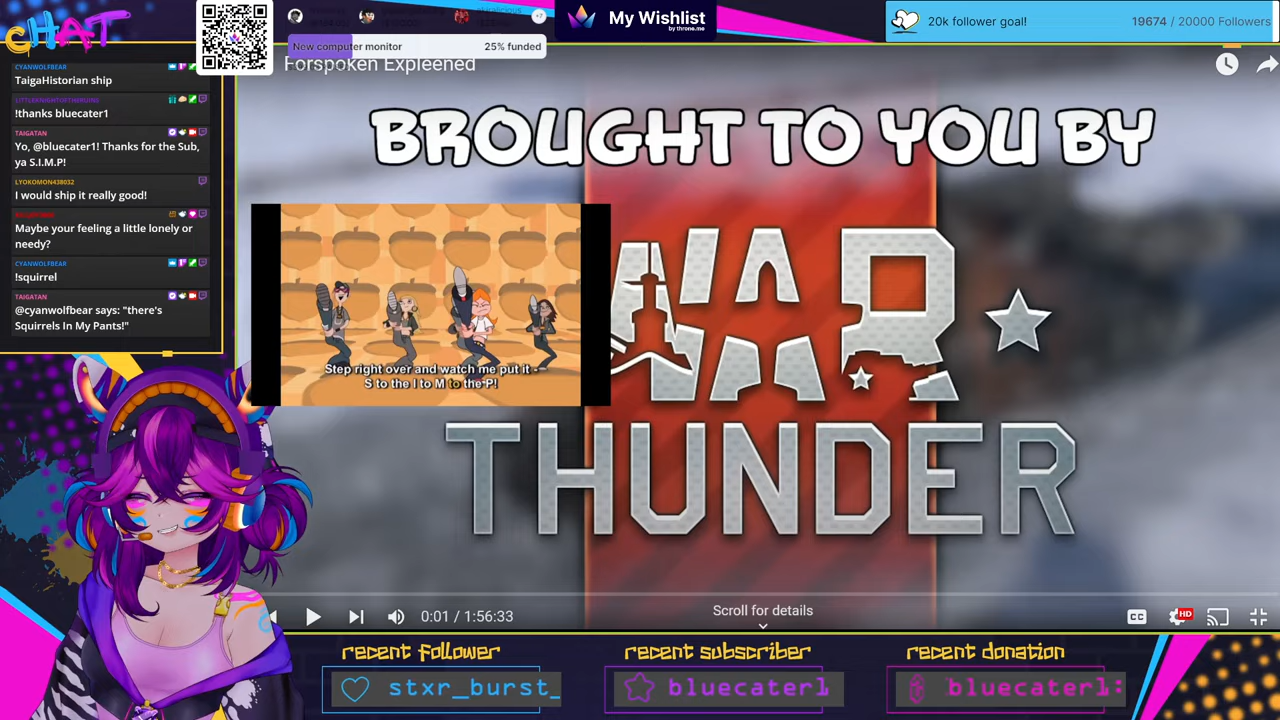 cHAT
My Wishlist
by throne.me
20k follower goal!
19674 / 20000 Followers
New computer monitor
25% funded
Forspoken Expleened
CYANWOLFBEAR
TaigaHistorian ship
!thanks bluecater1
TAIGATAN
Yo, @bluecater1! Thanks for the Sub,
ya S.I.M.P!
LYOKOMON438032
I would ship it really good!
Maybe your feeling a little lonely or
needy?
CYANWOLFBEAR
!squirrel
TAIGATAN
@cyanwolfbear says: "there's
Squirrels In My Pants!"
BROUGHT TO YOU BY
WAR
THUNDER
Step right over and watch me put it -
S to the I to M to the P!
0:01 / 1:56:33
Scroll for details
CC
HD
recent follower
recent subscriber
recent donation
stxr_burst_
bluecater1
bluecater1: